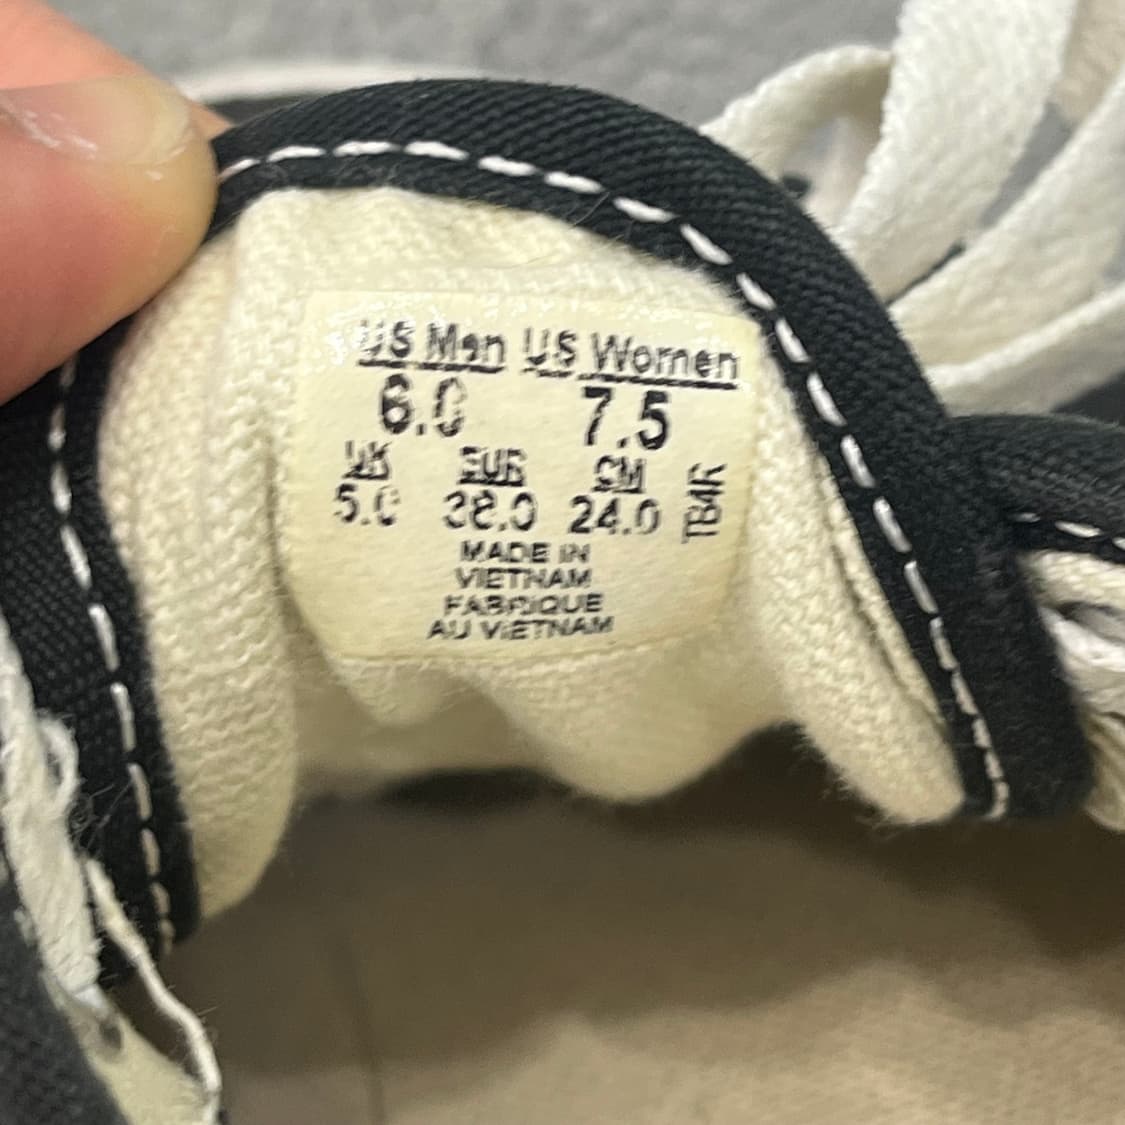 US Men US Women
6.0 7.5
UK EUR CM
5.0 38.0 24.0 TB4R
MADE IN
VIETNAM
FABRIQUE
AU VIETNAM